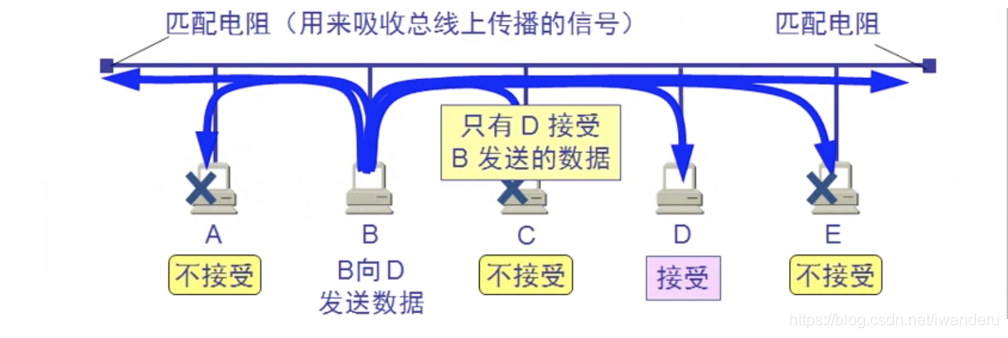 匹配电阻（用来吸收总线上传播的信号）
匹配电阻
只有 D 接受
B 发送的数据
A
B
C
D
E
不接受
B向 D
发送数据
不接受
接受
不接受
https://blog.csdn.net/iwanderu